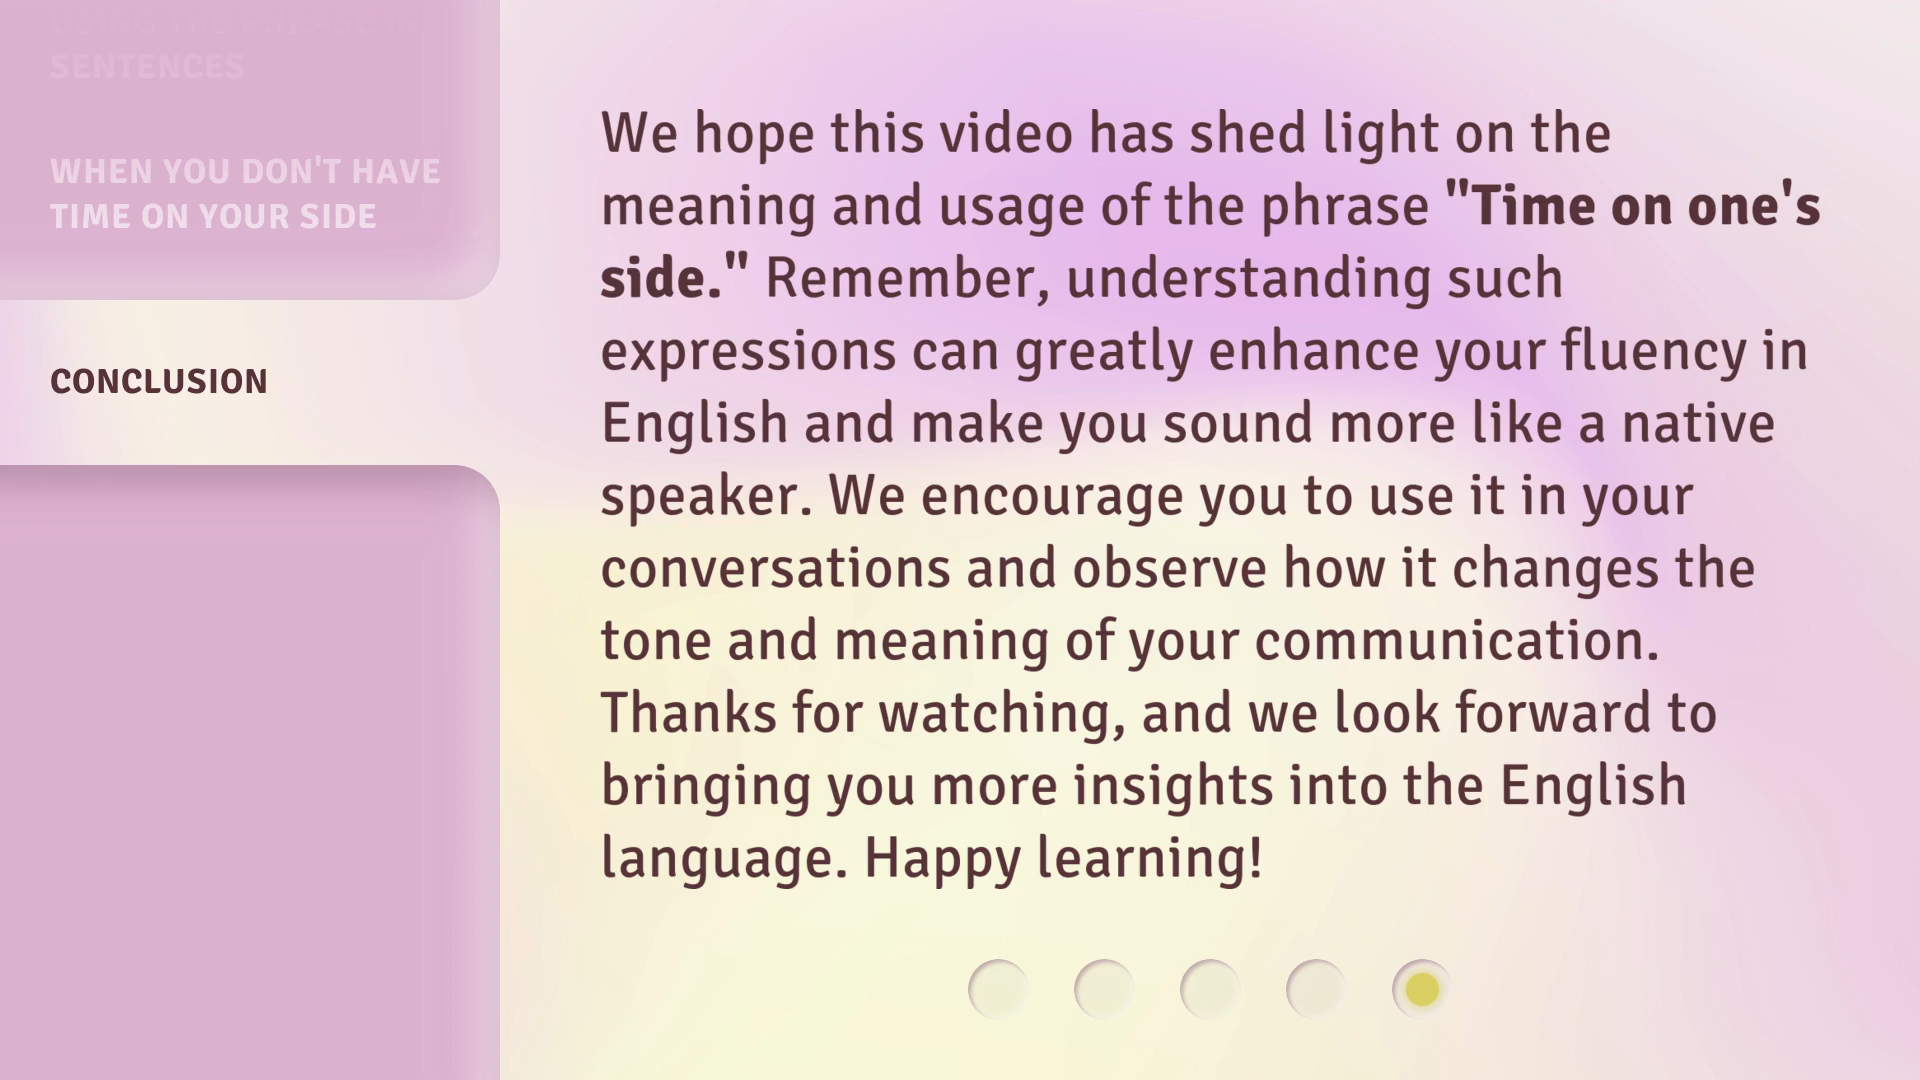 USING THE PHRASE IN
SENTENCES
WHEN YOU DON'T HAVE
TIME ON YOUR SIDE
CONCLUSION
We hope this video has shed light on the
meaning and usage of the phrase "Time on one's
side." Remember, understanding such
expressions can greatly enhance your fluency in
English and make you sound more like a native
speaker. We encourage you to use it in your
conversations and observe how it changes the
tone and meaning of your communication.
Thanks for watching, and we look forward to
bringing you more insights into the English
language. Happy learning!